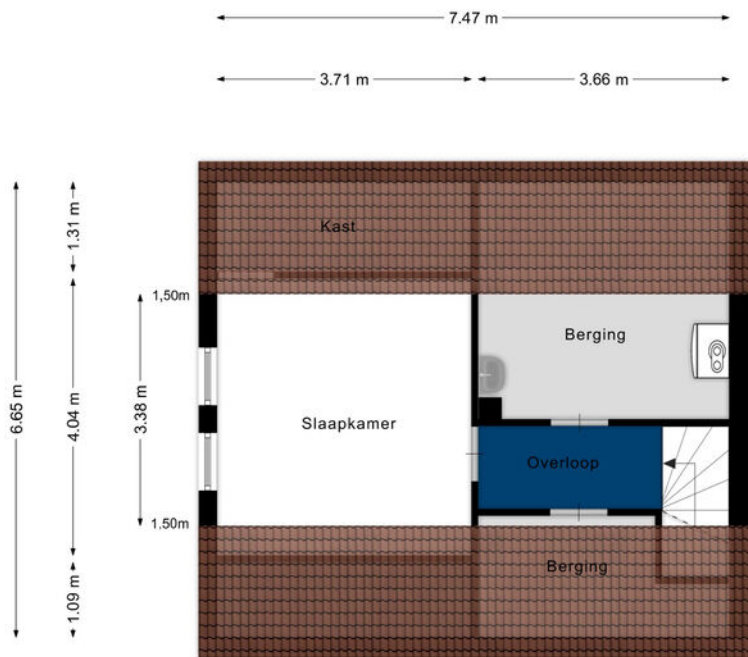 7.47 m
3.71 m
3.66 m
6.65 m
1.31 m
4.04 m
1.09 m
3.38 m
1,50m
1.50m
Kast
Berging
Slaapkamer
Overloop
Berging